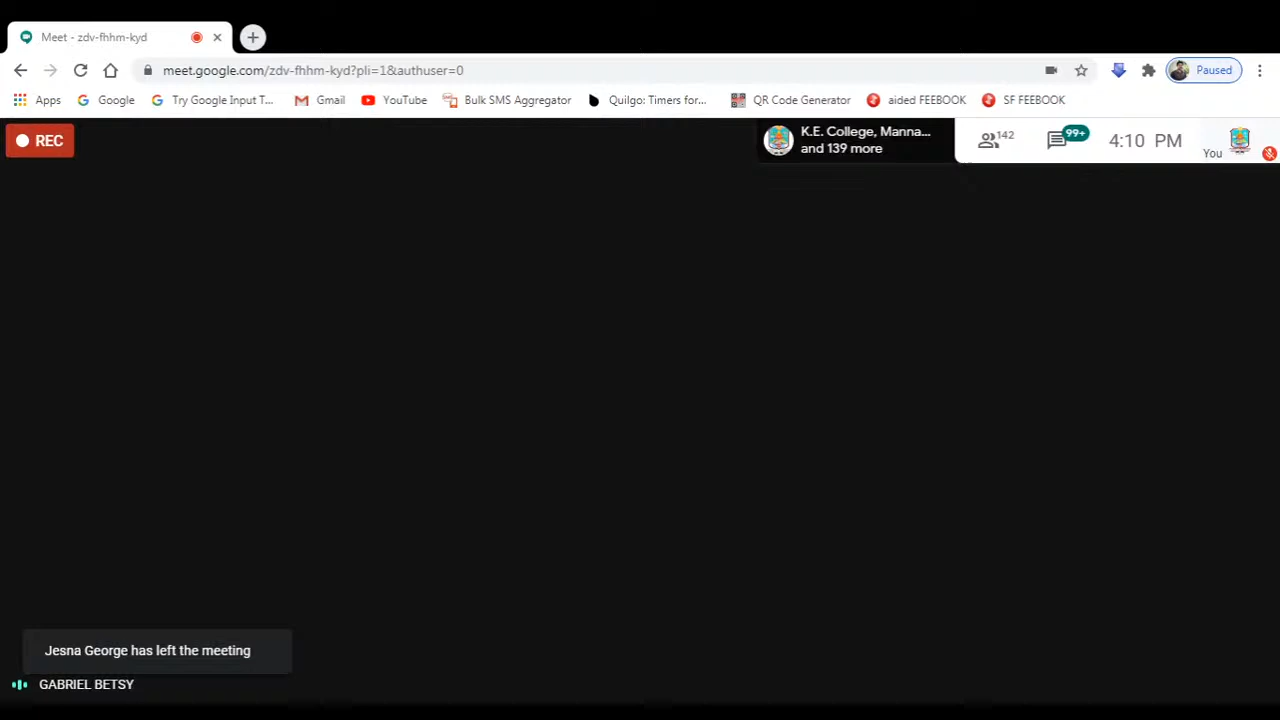 Meet - zdv-fhhm-kyd
meet.google.com/zdv-fhhm-kyd?pli=1&authuser=0
Paused
Apps
Google
Try Google Input T...
Gmail
YouTube
Bulk SMS Aggregator
Quilgo: Timers for...
QR Code Generator
aided FEEBOOK
SF FEEBOOK
REC
K.E. College, Manna...
and 139 more
142
99+
4:10 PM
You
Jesna George has left the meeting
GABRIEL BETSY